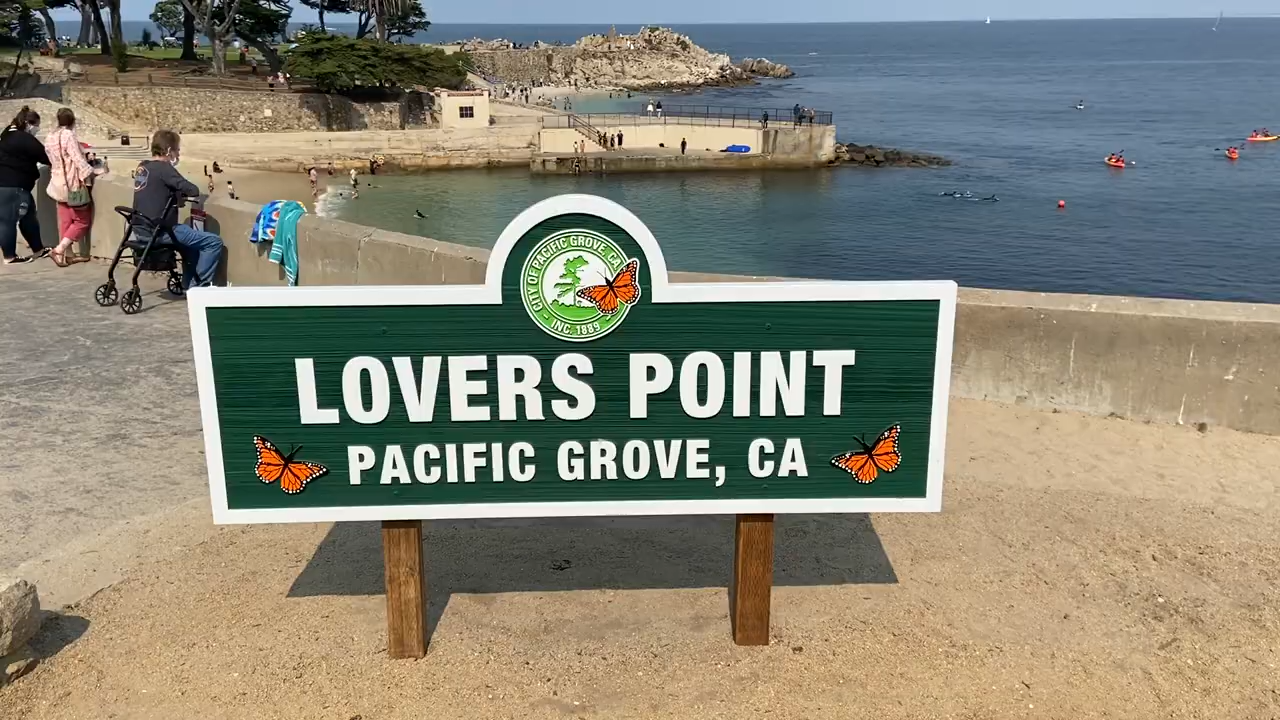 CITY OF PACIFIC GROVE, CA
INC. 1889
LOVERS POINT
PACIFIC GROVE, CA